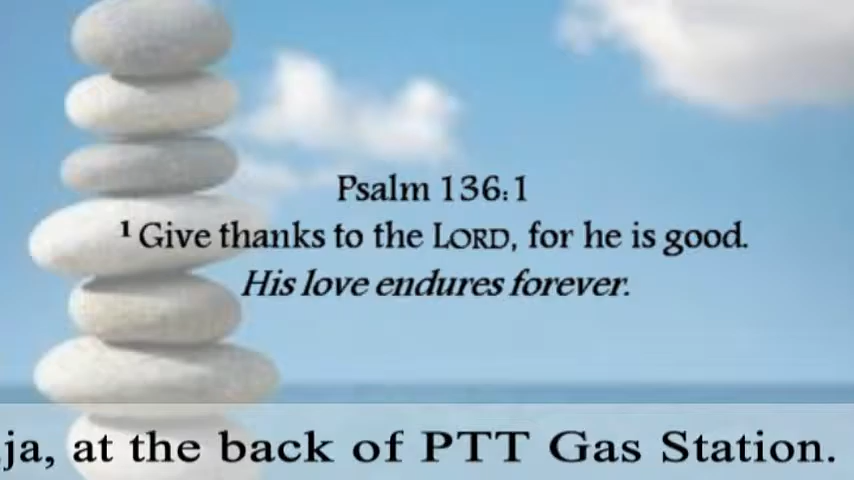 Psalm 136:1
¹ Give thanks to the LORD, for he is good.
His love endures forever.
ja, at the back of PTT Gas Station.